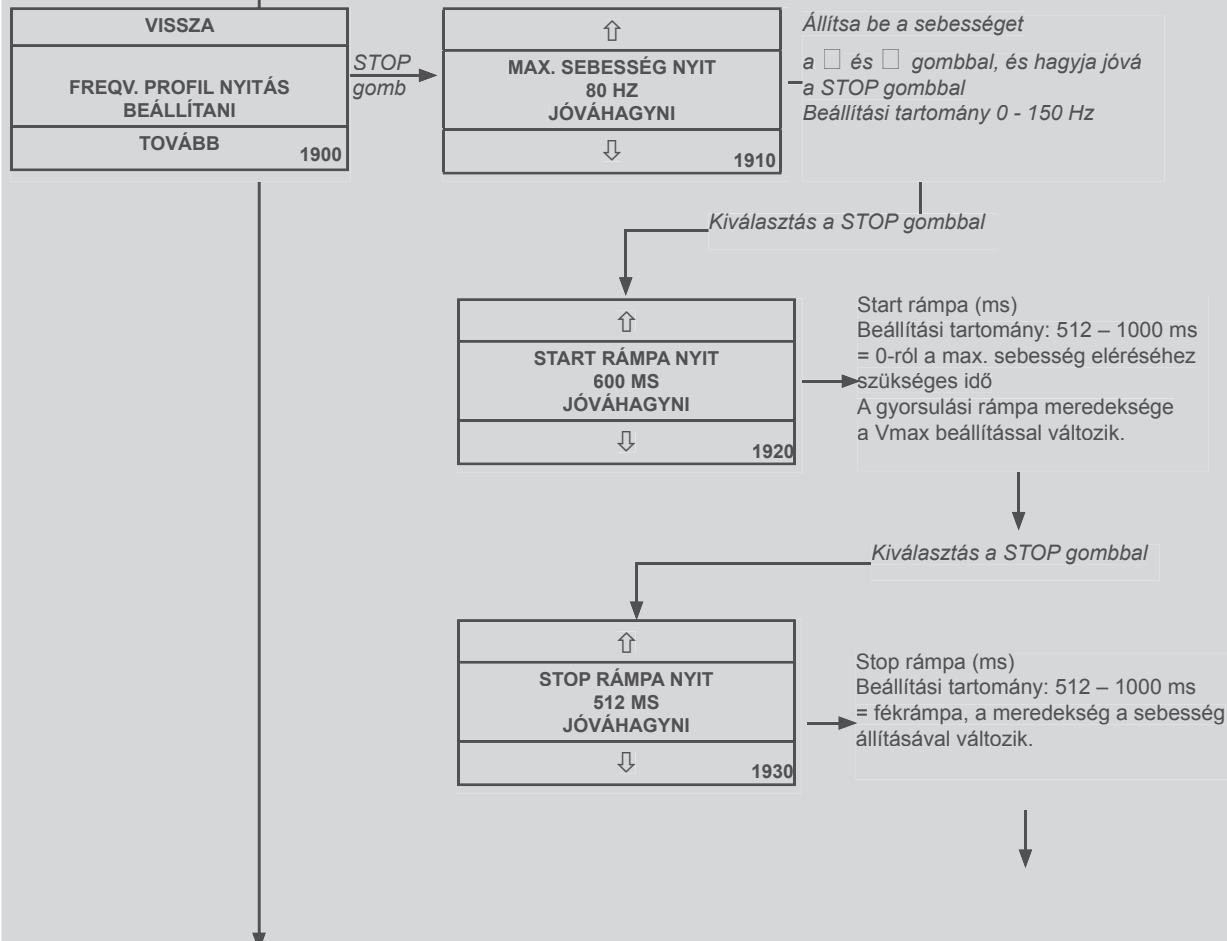 VISSZA
FREQV. PROFIL NYITÁS
BEÁLLÍTANI
TOVÁBB
1900
STOP
gomb
⇧
MAX. SEBESSÉG NYIT
80 HZ
JÓVÁHAGYNI
⇩
1910
Állítsa be a sebességet
a □ és □ gombbal, és hagyja jóvá
a STOP gombbal
Beállítási tartomány 0 - 150 Hz
Kiválasztás a STOP gombbal
⇧
START RÁMPA NYIT
600 MS
JÓVÁHAGYNI
⇩
1920
Start rámpa (ms)
Beállítási tartomány: 512 – 1000 ms
= 0-ról a max. sebesség eléréséhez
szükséges idő
A gyorsulási rámpa meredeksége
a Vmax beállítással változik.
Kiválasztás a STOP gombbal
⇧
STOP RÁMPA NYIT
512 MS
JÓVÁHAGYNI
⇩
1930
Stop rámpa (ms)
Beállítási tartomány: 512 – 1000 ms
= fékrámpa, a meredekség a sebesség
állításával változik.